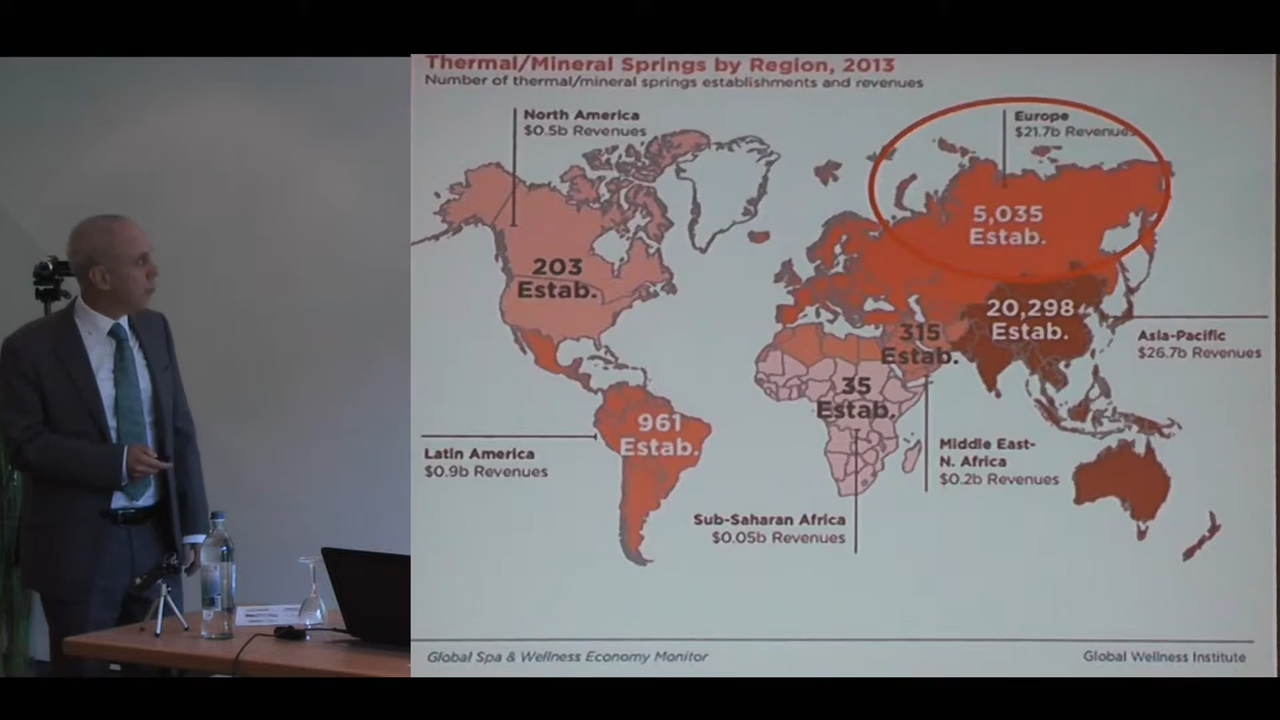 Thermal/Mineral Springs by Region, 2013
Number of thermal/mineral springs establishments and revenues
North America
$0.5b Revenues
Europe
$21.7b Revenues
5,035
Estab.
203
Estab.
20,298
Estab.
315
Estab.
Asia-Pacific
$26.7b Revenues
35
Estab.
961
Estab.
Latin America
$0.9b Revenues
Middle East-
N. Africa
$0.2b Revenues
Sub-Saharan Africa
$0.05b Revenues
Global Spa & Wellness Economy Monitor
Global Wellness Institute